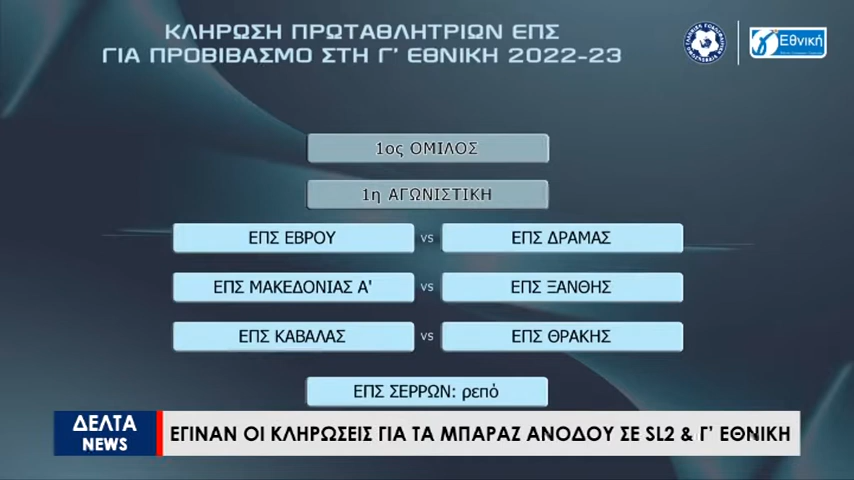 ΚΛΗΡΩΣΗ ΠΡΩΤΑΘΛΗΤΡΙΩΝ ΕΠΣ
ΓΙΑ ΠΡΟΒΙΒΑΣΜΟ ΣΤΗ Γ' ΕΘΝΙΚΗ 2022-23
γ' Εθνική
1ος ΟΜΙΛΟΣ
1η ΑΓΩΝΙΣΤΙΚΗ
ΕΠΣ ΕΒΡΟΥ vs ΕΠΣ ΔΡΑΜΑΣ
ΕΠΣ ΜΑΚΕΔΟΝΙΑΣ Α' vs ΕΠΣ ΞΑΝΘΗΣ
ΕΠΣ ΚΑΒΑΛΑΣ vs ΕΠΣ ΘΡΑΚΗΣ
ΕΠΣ ΣΕΡΡΩΝ: ρεπό
ΔΕΛΤΑ
NEWS
ΕΓΙΝΑΝ ΟΙ ΚΛΗΡΩΣΕΙΣ ΓΙΑ ΤΑ ΜΠΑΡΑΖ ΑΝΟΔΟΥ ΣΕ SL2 & Γ' ΕΘΝΙΚΗ